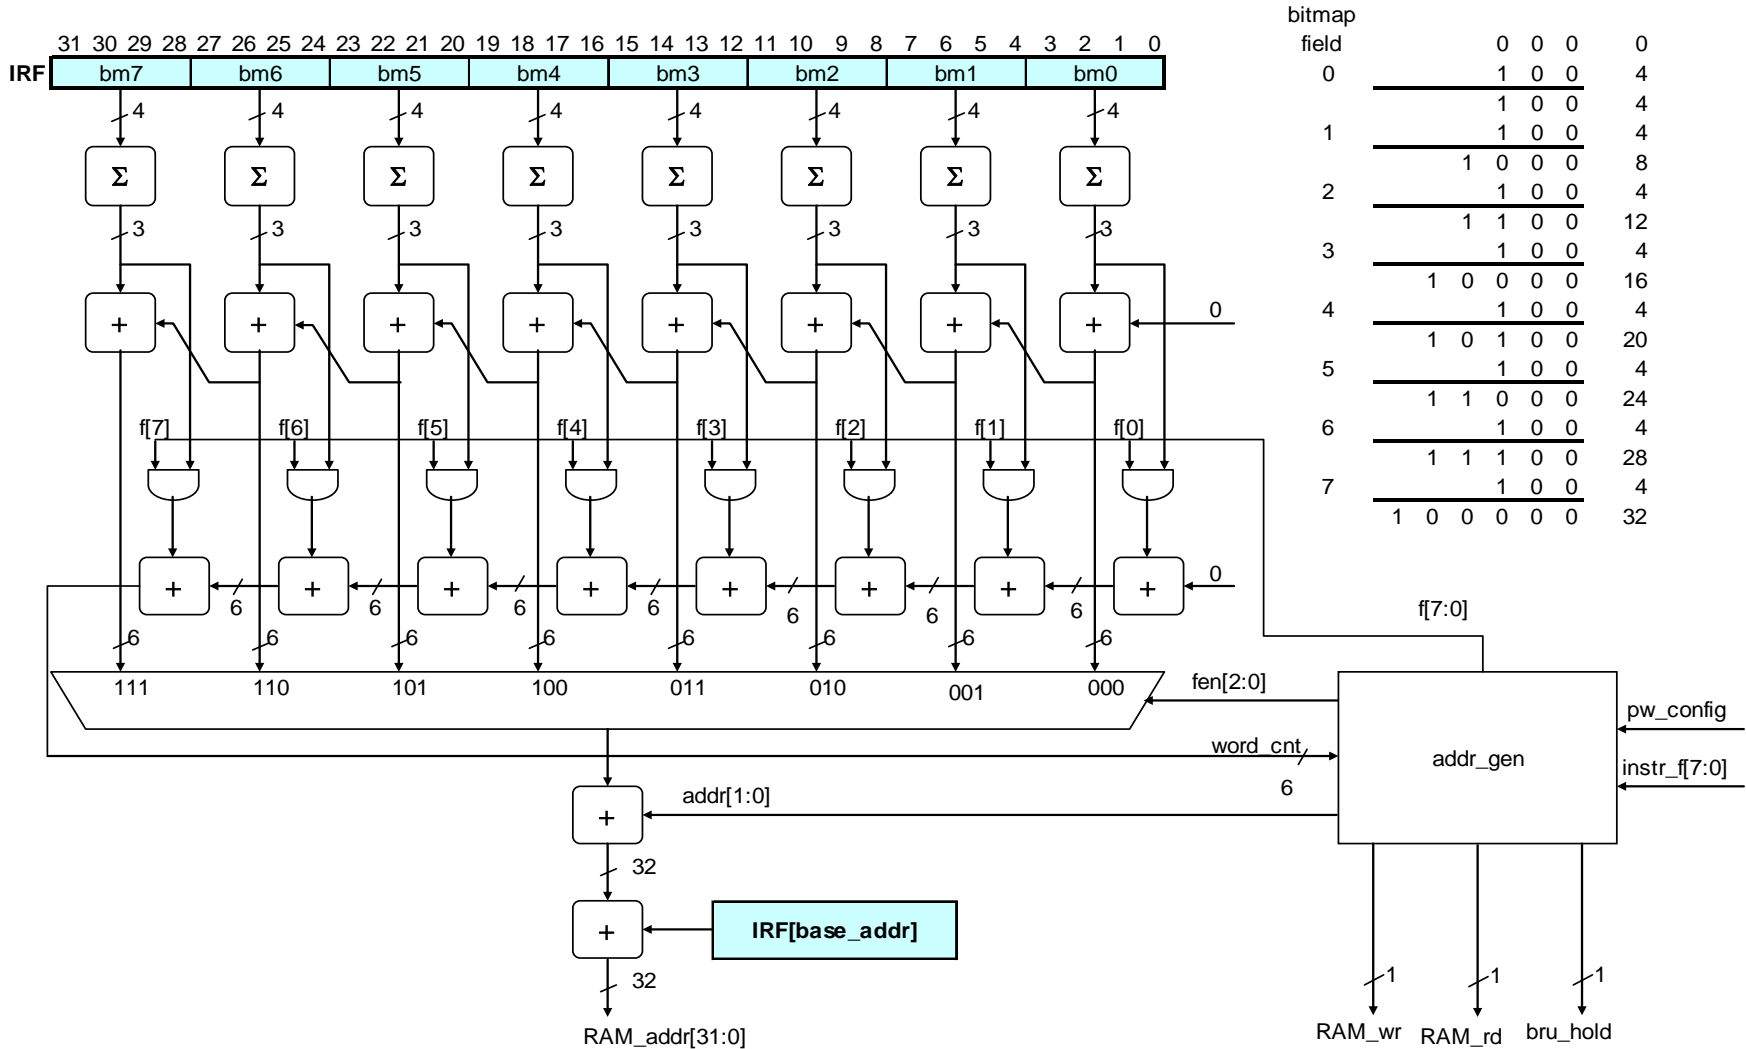 bitmap
31 30 29 28 27 26 25 24 23 22 21 20 19 18 17 16 15 14 13 12 11 10 9 8 7 6 5 4 3 2 1 0
field 0 0 0 0
IRF bm7 bm6 bm5 bm4 bm3 bm2 bm1 bm0
0 1 0 0 4
4 4 4 4 4 4 4 4
1 0 0 4
1 1 0 0 4
1 0 0 0 8
Σ Σ Σ Σ Σ Σ Σ Σ
2 1 0 0 4
3 3 3 3 3 3 3 3
1 1 0 0 12
3 1 0 0 4
1 0 0 0 0 16
0
4 1 0 0 4
+ + + + + + + +
1 0 1 0 0 20
5 1 0 0 4
1 1 0 0 0 24
f[7] f[6] f[5] f[4] f[3] f[2] f[1] f[0]
6 1 0 0 4
1 1 1 0 0 28
7 1 0 0 4
1 0 0 0 0 0 32
0
+ + + + + + + +
6 6 6 6 6 6 6
f[7:0]
6 6 6 6 6 6 6 6
111 110 101 100 011 010 001 000
fen[2:0]
pw_config
word_cnt
addr_gen
instr_f[7:0]
6
addr[1:0]
+
32
+ IRF[base_addr]
32
1 1 1
RAM_addr[31:0]
RAM_wr RAM_rd bru_hold